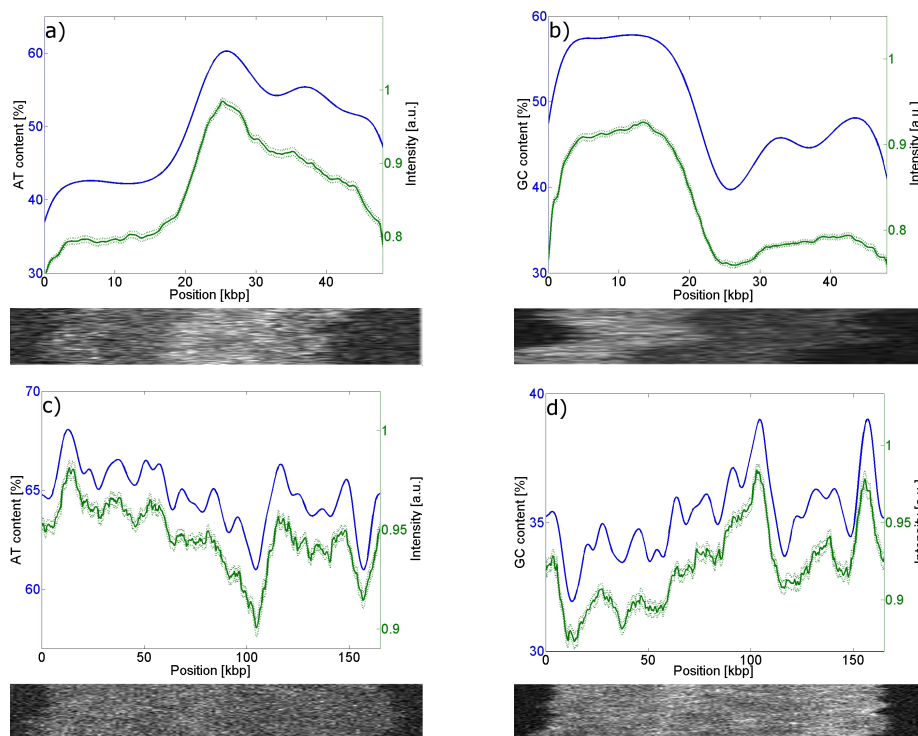 a)
AT content [%]
60
50
40
30
0
10
20
30
40
Position [kbp]
1
0.9
0.8
Intensity [a.u.]
b)
GC content [%]
60
50
40
30
0
10
20
30
40
Position [kbp]
1
0.9
0.8
Intensity [a.u.]
c)
AT content [%]
70
65
60
0
50
100
150
Position [kbp]
1
0.95
0.9
Intensity [a.u.]
d)
GC content [%]
40
35
30
0
50
100
150
Position [kbp]
1
0.95
0.9
Intensity [a.u.]